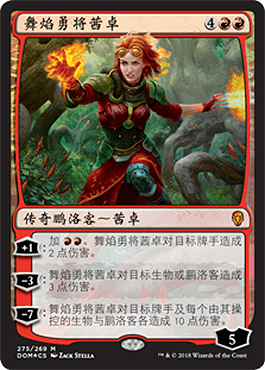 舞焰勇将茜卓 4
传奇鹏洛客～茜卓
+1: 加 。舞焰勇将茜卓对目标牌手造成
2点伤害。
-3: 舞焰勇将茜卓对目标生物或鹏洛客造成
3点伤害。
-7: 舞焰勇将茜卓对目标牌手及每个由其操
控的生物与鹏洛客各造成 10 点伤害。
5
275/269 M
DOM CS ZACK STELLA
™ & © 2018 Wizards of the Coast